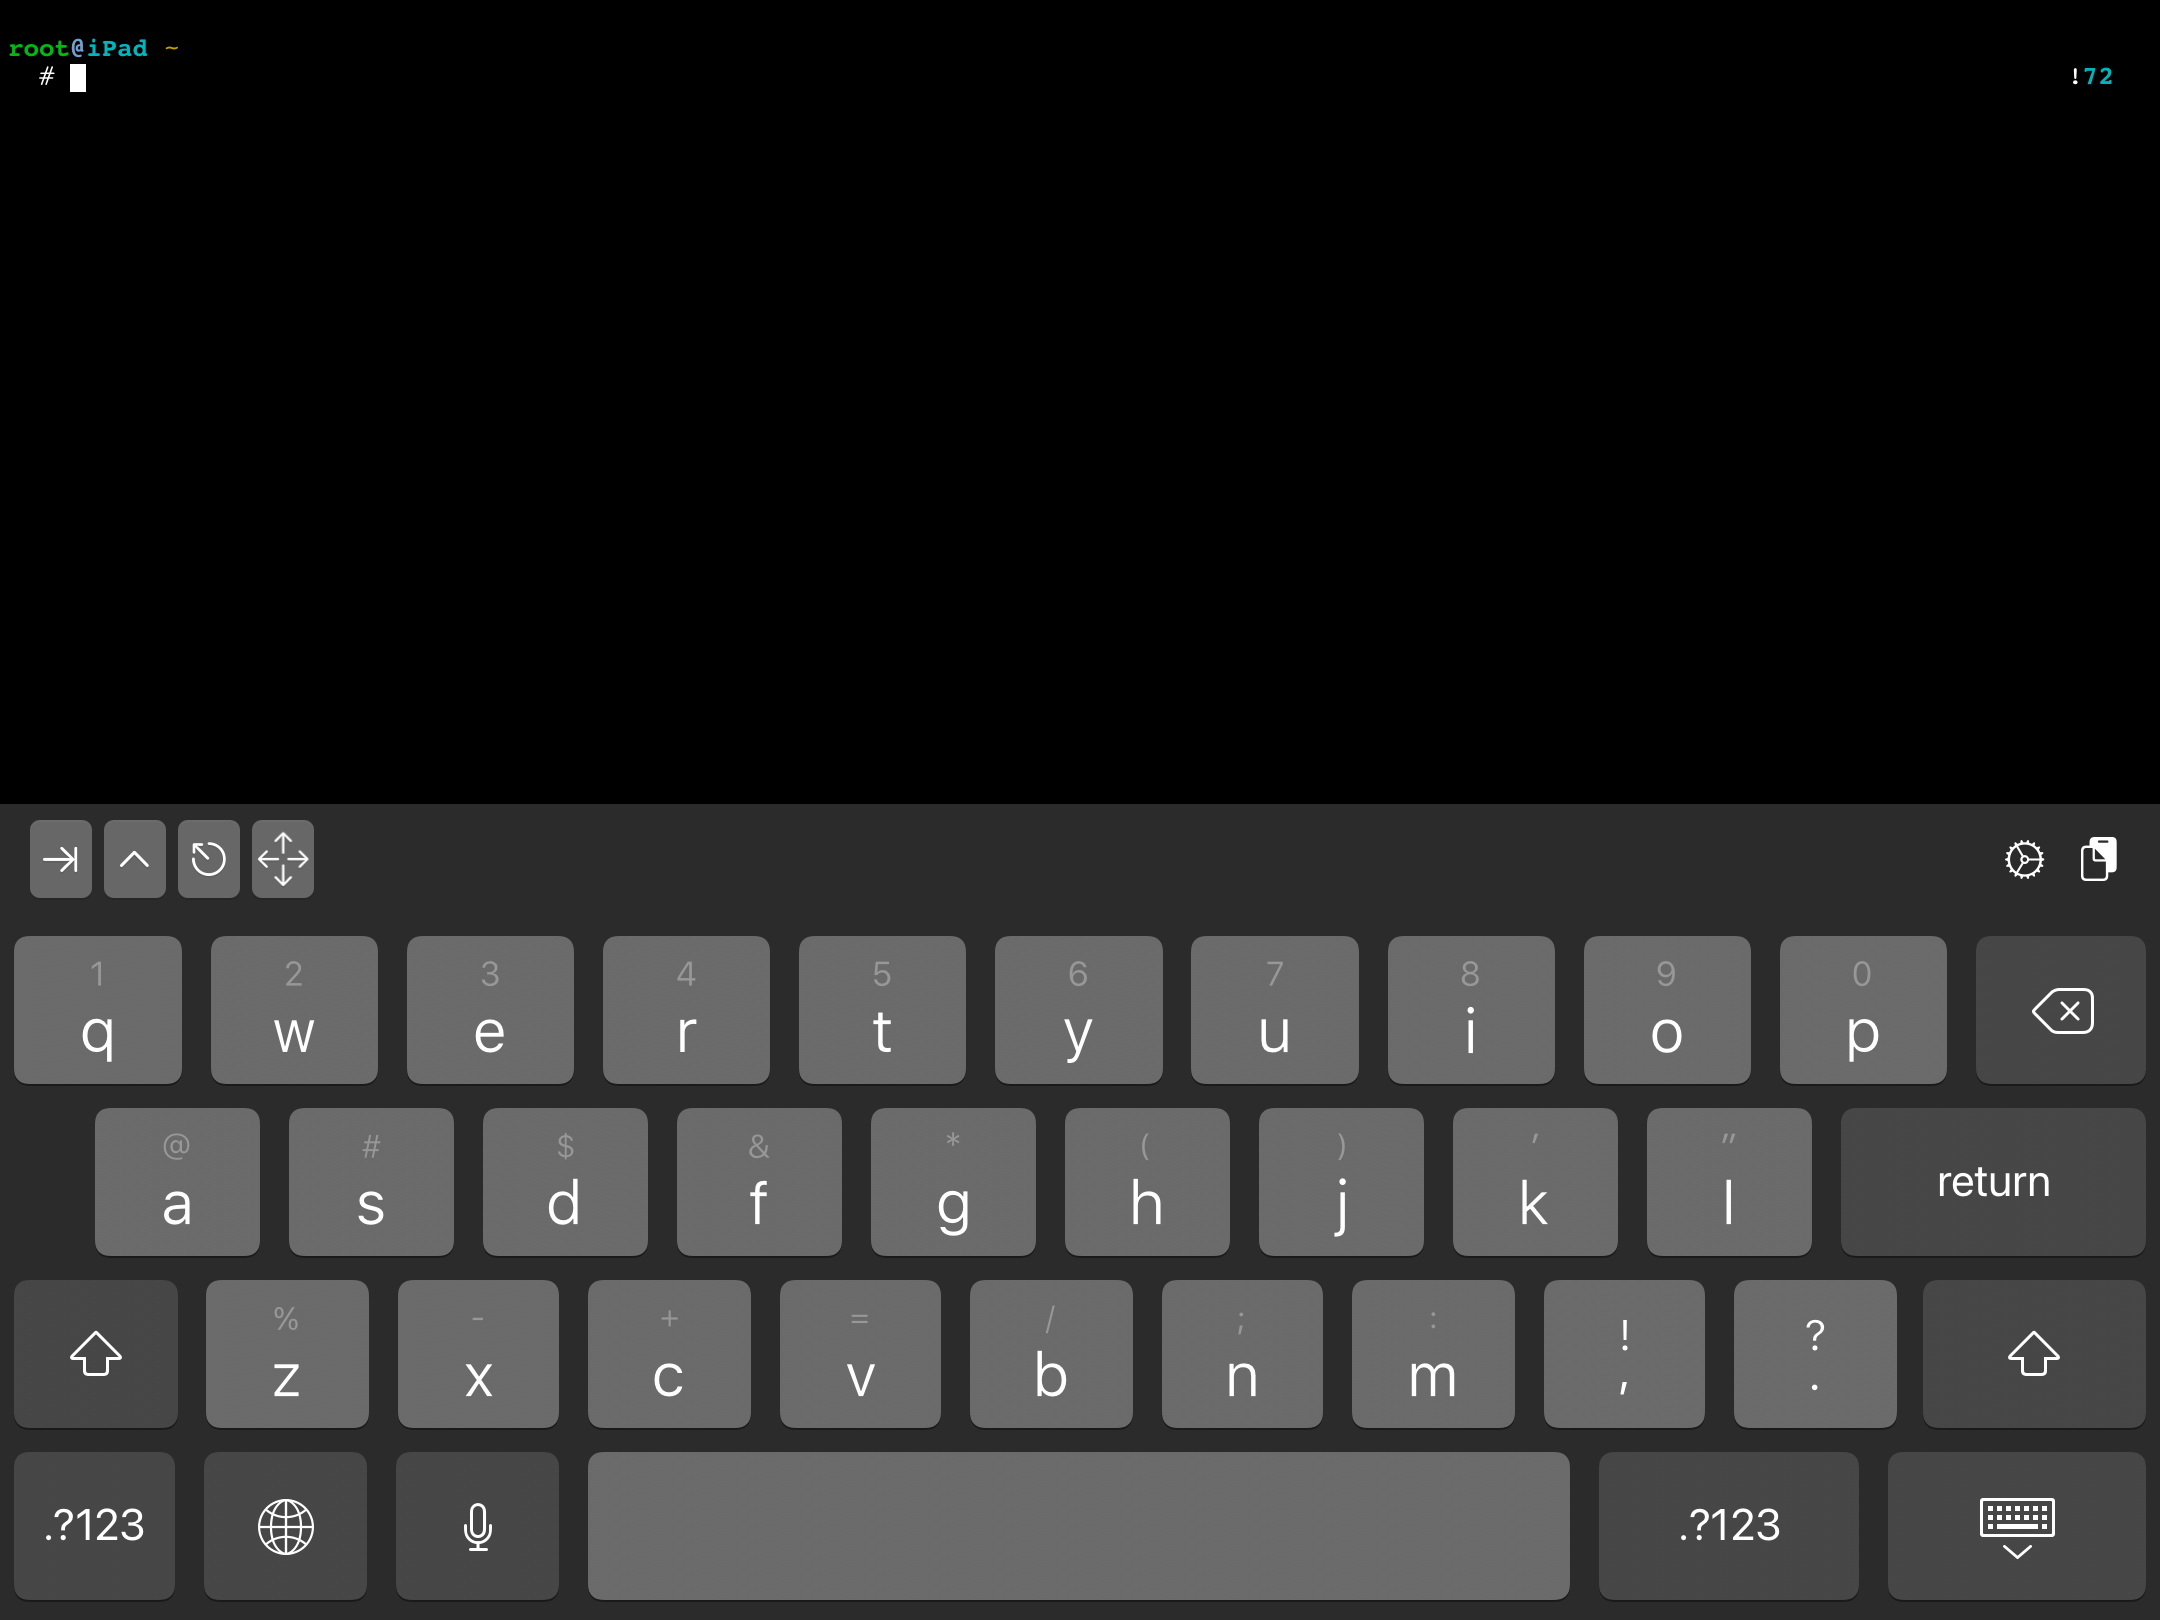 root@iPad ~
# !72
1 2 3 4 5 6 7 8 9 0
q w e r t y u i o p
@ # $ & * ( ) ' "
a s d f g h j k l return
% - + = / ; : ! ?
z x c v b n m , .
.?123 .?123